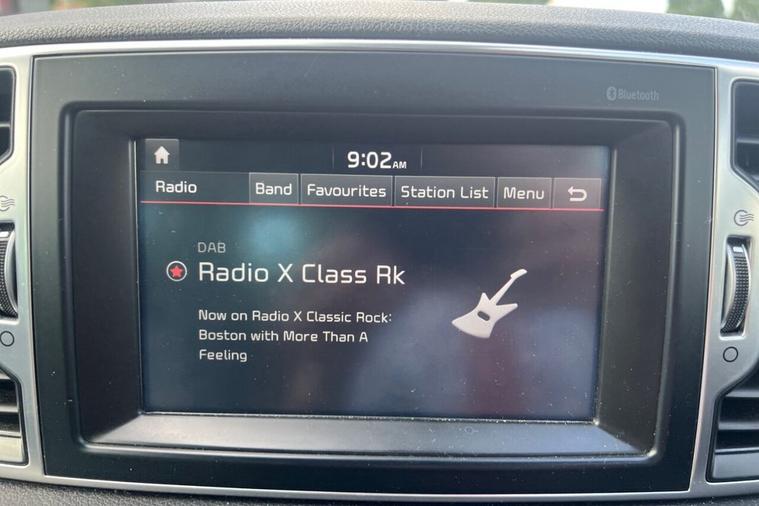 Bluetooth
9:02AM
Radio Band Favourites Station List Menu
DAB
Radio X Class Rk
Now on Radio X Classic Rock:
Boston with More Than A
Feeling